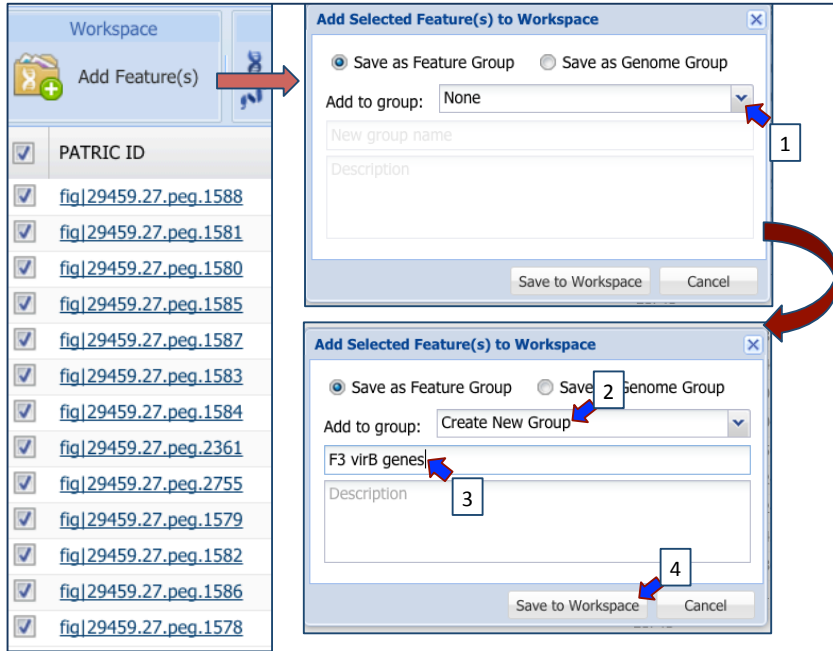 Workspace
Add Feature(s)
PATRIC ID
fig|29459.27.peg.1588
fig|29459.27.peg.1581
fig|29459.27.peg.1580
fig|29459.27.peg.1585
fig|29459.27.peg.1587
fig|29459.27.peg.1583
fig|29459.27.peg.1584
fig|29459.27.peg.2361
fig|29459.27.peg.2755
fig|29459.27.peg.1579
fig|29459.27.peg.1582
fig|29459.27.peg.1586
fig|29459.27.peg.1578
Add Selected Feature(s) to Workspace
Save as Feature Group Save as Genome Group
Add to group: None
1
New group name
Description
Save to Workspace Cancel
Add Selected Feature(s) to Workspace
Save as Feature Group Save Genome Group
2
Add to group: Create New Group
F3 virB genes
3
Description
4
Save to Workspace Cancel